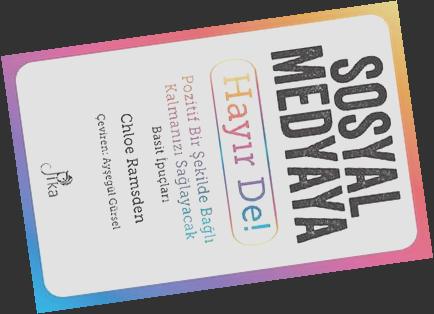 SOSYAL
MEDYAYA
Hayır De!
Pozitif Bir Şekilde Bağlı
Kalmanızı Sağlayacak
Basit İpuçları
Chloe Ramsden
Çeviren: Ayşegül Gürsel
fika